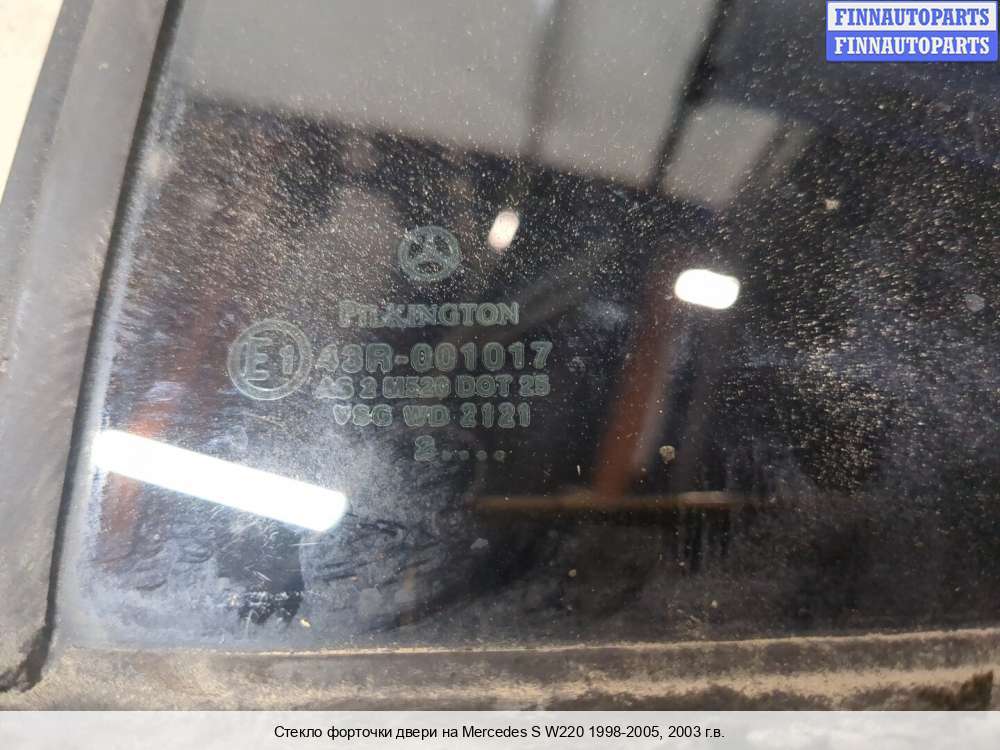 FINNAUTOPARTS
FINNAUTOPARTS
PILKINGTON
E1 43R-001017
AS 2 M520 DOT 25
VSG WD 2121
2....
Стекло форточки двери на Mercedes S W220 1998-2005, 2003 г.в.